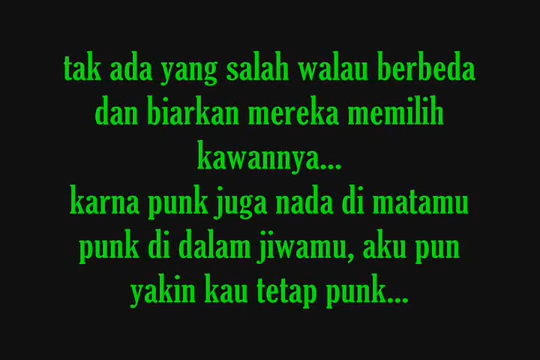 tak ada yang salah walau berbeda
dan biarkan mereka memilih
kawannya...
karna punk juga nada di matamu
punk di dalam jiwamu, aku pun
yakin kau tetap punk...